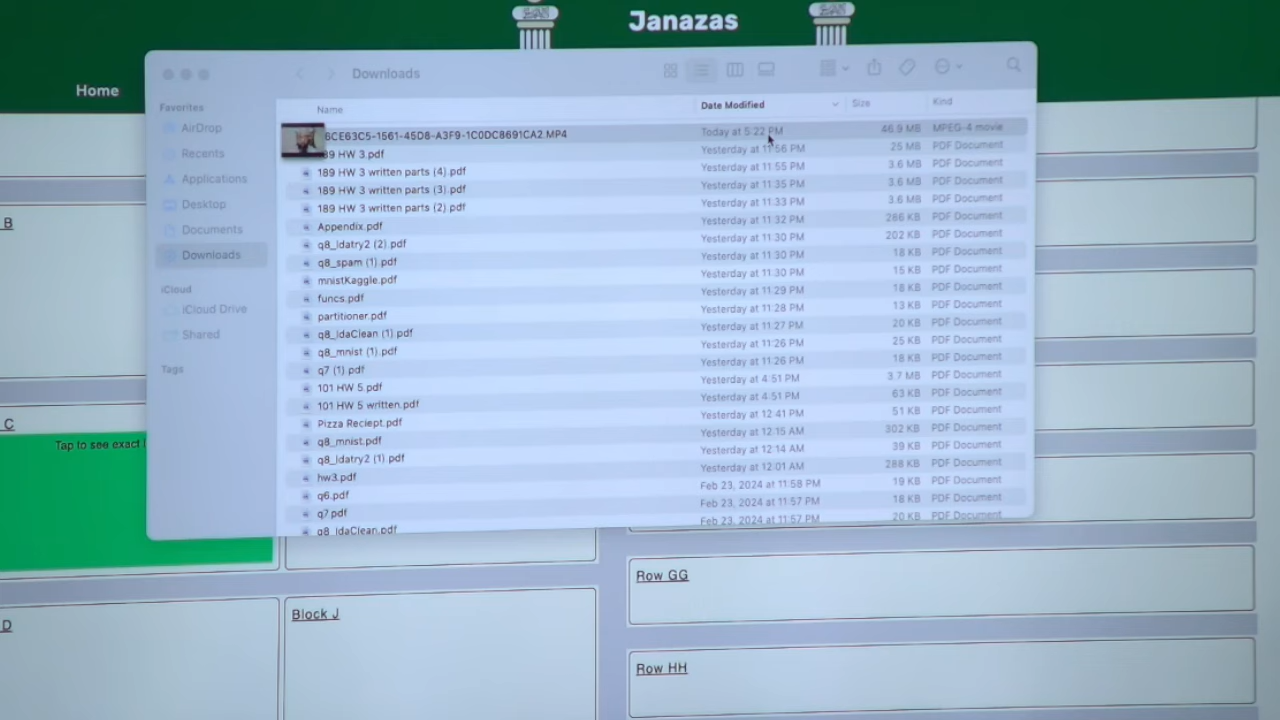 Janazas
Home
Downloads
Favorites
AirDrop
Recents
Applications
Desktop
Documents
Downloads
iCloud
iCloud Drive
Shared
Tags
Name Date Modified Size Kind
6CE63C5-1561-45D8-A3F9-1C0DC8691CA2.MP4 Today at 5:22 PM 46.9 MB MPEG-4 movie
89 HW 3.pdf Yesterday at 11:56 PM 25 MB PDF Document
189 HW 3 written parts (4).pdf Yesterday at 11:55 PM 3.6 MB PDF Document
189 HW 3 written parts (3).pdf Yesterday at 11:35 PM 3.6 MB PDF Document
189 HW 3 written parts (2).pdf Yesterday at 11:33 PM 3.6 MB PDF Document
Appendix.pdf Yesterday at 11:32 PM 286 KB PDF Document
q8_ldatry2 (2).pdf Yesterday at 11:30 PM 202 KB PDF Document
q8_spam (1).pdf Yesterday at 11:30 PM 18 KB PDF Document
mnistKaggle.pdf Yesterday at 11:30 PM 15 KB PDF Document
funcs.pdf Yesterday at 11:29 PM 18 KB PDF Document
partitioner.pdf Yesterday at 11:28 PM 13 KB PDF Document
q8_ldaClean (1).pdf Yesterday at 11:27 PM 20 KB PDF Document
q8_mnist (1).pdf Yesterday at 11:26 PM 25 KB PDF Document
q7 (1).pdf Yesterday at 11:26 PM 18 KB PDF Document
101 HW 5.pdf Yesterday at 4:51 PM 3.7 MB PDF Document
101 HW 5 written.pdf Yesterday at 4:51 PM 63 KB PDF Document
Pizza Reciept.pdf Yesterday at 12:41 PM 51 KB PDF Document
q8_mnist.pdf Yesterday at 12:15 AM 302 KB PDF Document
q8_ldatry2 (1).pdf Yesterday at 12:14 AM 39 KB PDF Document
hw3.pdf Yesterday at 12:01 AM 288 KB PDF Document
q6.pdf Feb 23, 2024 at 11:58 PM 19 KB PDF Document
q7.pdf Feb 23, 2024 at 11:57 PM 18 KB PDF Document
q8_ldaClean.pdf Feb 23, 2024 at 11:57 PM 20 KB PDF Document
B
C
Tap to see exact
D
Block J
Row GG
Row HH